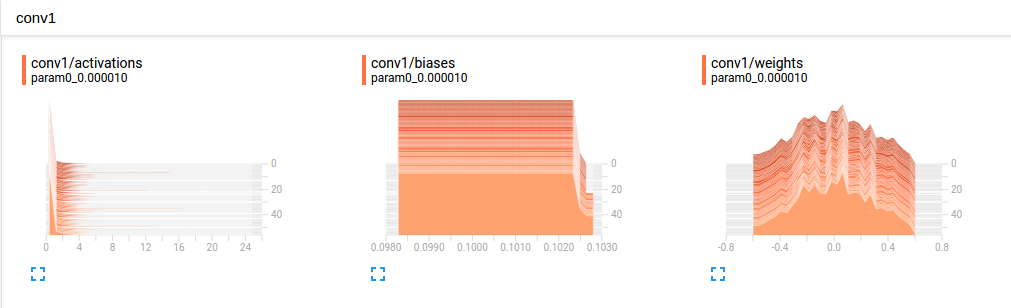 conv1
conv1/activations
param0_0.000010
0
20
40
0 4 8 12 16 20 24
conv1/biases
param0_0.000010
0
20
40
0.0980 0.0990 0.1000 0.1010 0.1020 0.1030
conv1/weights
param0_0.000010
0
20
40
-0.8 -0.4 0.0 0.4 0.8